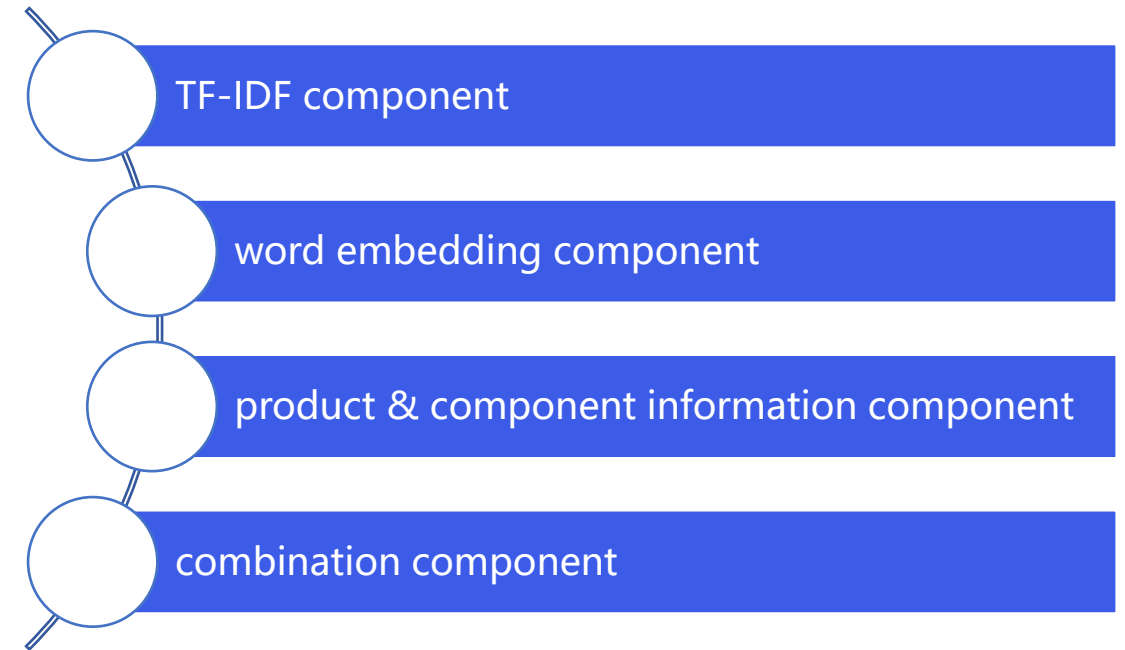 TF-IDF component
word embedding component
product & component information component
combination component